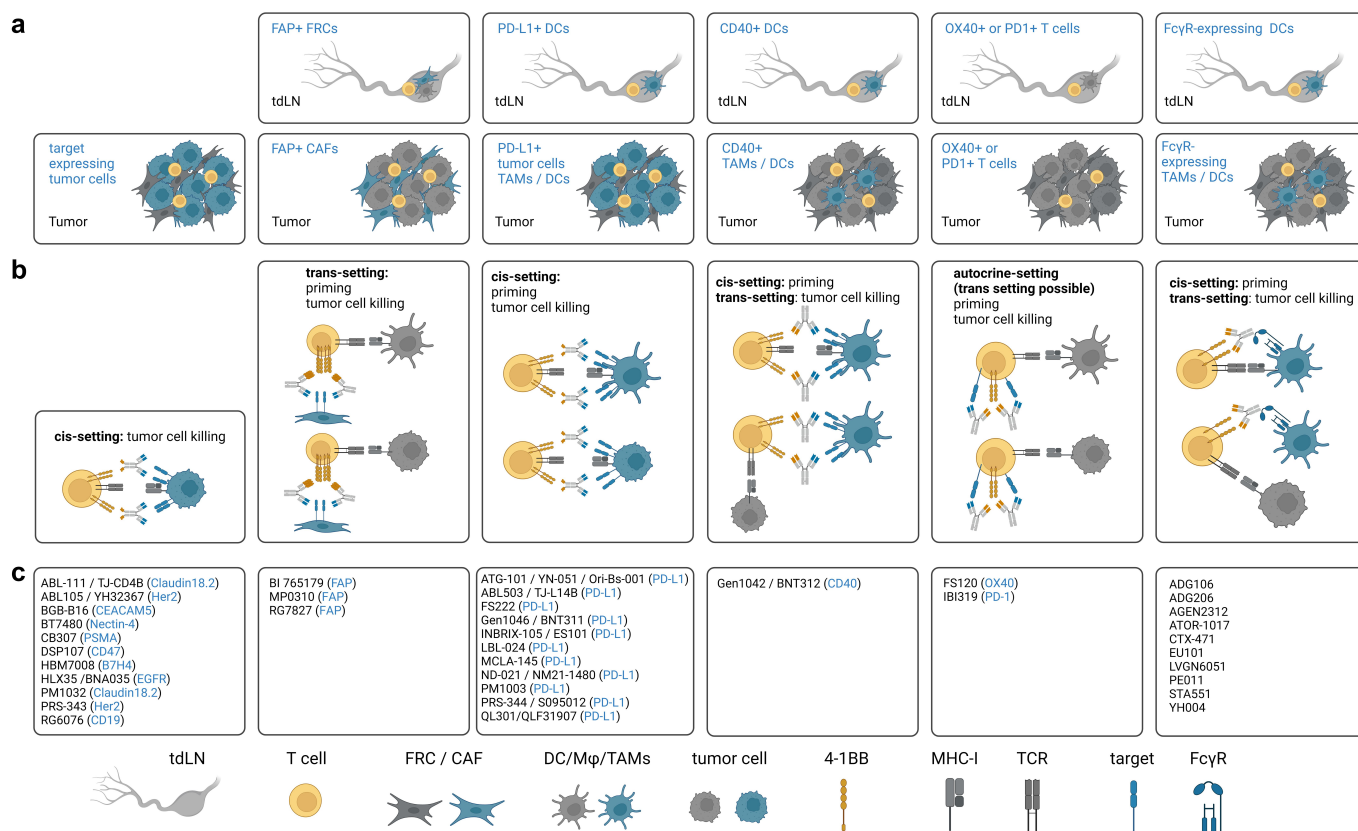 a
FAP+ FRCs
tdLN
PD-L1+ DCs
tdLN
CD40+ DCs
tdLN
OX40+ or PD1+ T cells
tdLN
FcγR-expressing DCs
tdLN
target
expressing
tumor cells
Tumor
FAP+ CAFs
Tumor
PD-L1+
tumor cells
TAMs / DCs
Tumor
CD40+
TAMs / DCs
Tumor
OX40+ or
PD1+ T cells
Tumor
FcγR-
expressing
TAMs / DCs
Tumor
b
cis-setting: tumor cell killing
trans-setting:
priming
tumor cell killing
cis-setting:
priming
tumor cell killing
cis-setting: priming
trans-setting: tumor cell killing
autocrine-setting
(trans setting possible)
priming
tumor cell killing
cis-setting: priming
trans-setting: tumor cell killing
c
ABL-111 / TJ-CD4B (Claudin18.2)
ABL105 / YH32367 (Her2)
BGB-B16 (CEACAM5)
BT7480 (Nectin-4)
CB307 (PSMA)
DSP107 (CD47)
HBM7008 (B7H4)
HLX35 /BNA035 (EGFR)
PM1032 (Claudin18.2)
PRS-343 (Her2)
RG6076 (CD19)
BI 765179 (FAP)
MP0310 (FAP)
RG7827 (FAP)
ATG-101 / YN-051 / Ori-Bs-001 (PD-L1)
ABL503 / TJ-L14B (PD-L1)
FS222 (PD-L1)
Gen1046 / BNT311 (PD-L1)
INBRIX-105 / ES101 (PD-L1)
LBL-024 (PD-L1)
MCLA-145 (PD-L1)
ND-021 / NM21-1480 (PD-L1)
PM1003 (PD-L1)
PRS-344 / S095012 (PD-L1)
QL301/QLF31907 (PD-L1)
Gen1042 / BNT312 (CD40)
FS120 (OX40)
IBI319 (PD-1)
ADG106
ADG206
AGEN2312
ATOR-1017
CTX-471
EU101
LVGN6051
PE011
STA551
YH004
tdLN
T cell
FRC / CAF
DC/Mφ/TAMs
tumor cell
4-1BB
MHC-I
TCR
target
FcγR